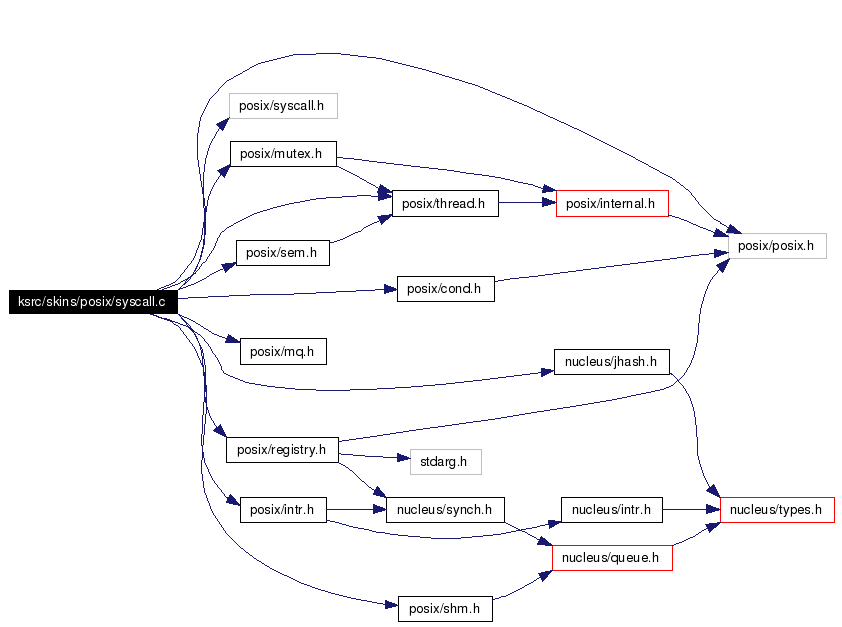 posix/syscall.h
posix/mutex.h
posix/thread.h
posix/internal.h
posix/sem.h
posix/posix.h
posix/cond.h
ksrc/skins/posix/syscall.c
posix/mq.h
nucleus/jhash.h
posix/registry.h
stdarg.h
posix/intr.h
nucleus/synch.h
nucleus/intr.h
nucleus/types.h
nucleus/queue.h
posix/shm.h